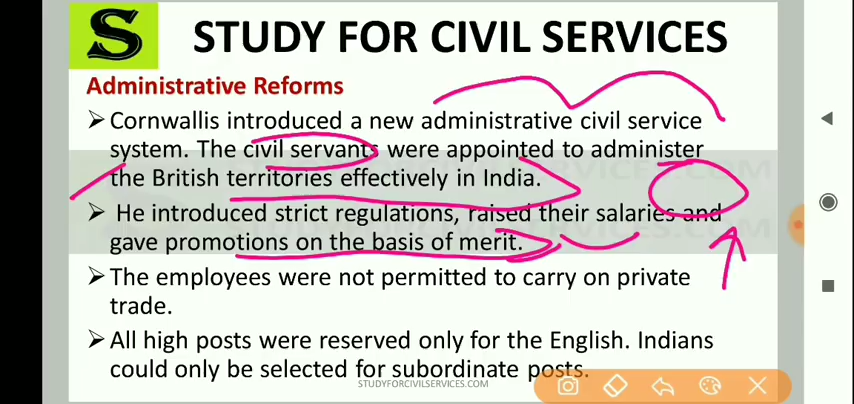 S STUDY FOR CIVIL SERVICES
Administrative Reforms
➤ Cornwallis introduced a new administrative civil service
system. The civil servants were appointed to administer
the British territories effectively in India.
➤ He introduced strict regulations, raised their salaries and
gave promotions on the basis of merit.
➤ The employees were not permitted to carry on private
trade.
➤ All high posts were reserved only for the English. Indians
could only be selected for subordinate posts.
STUDYFORCIVILSERVICES.COM